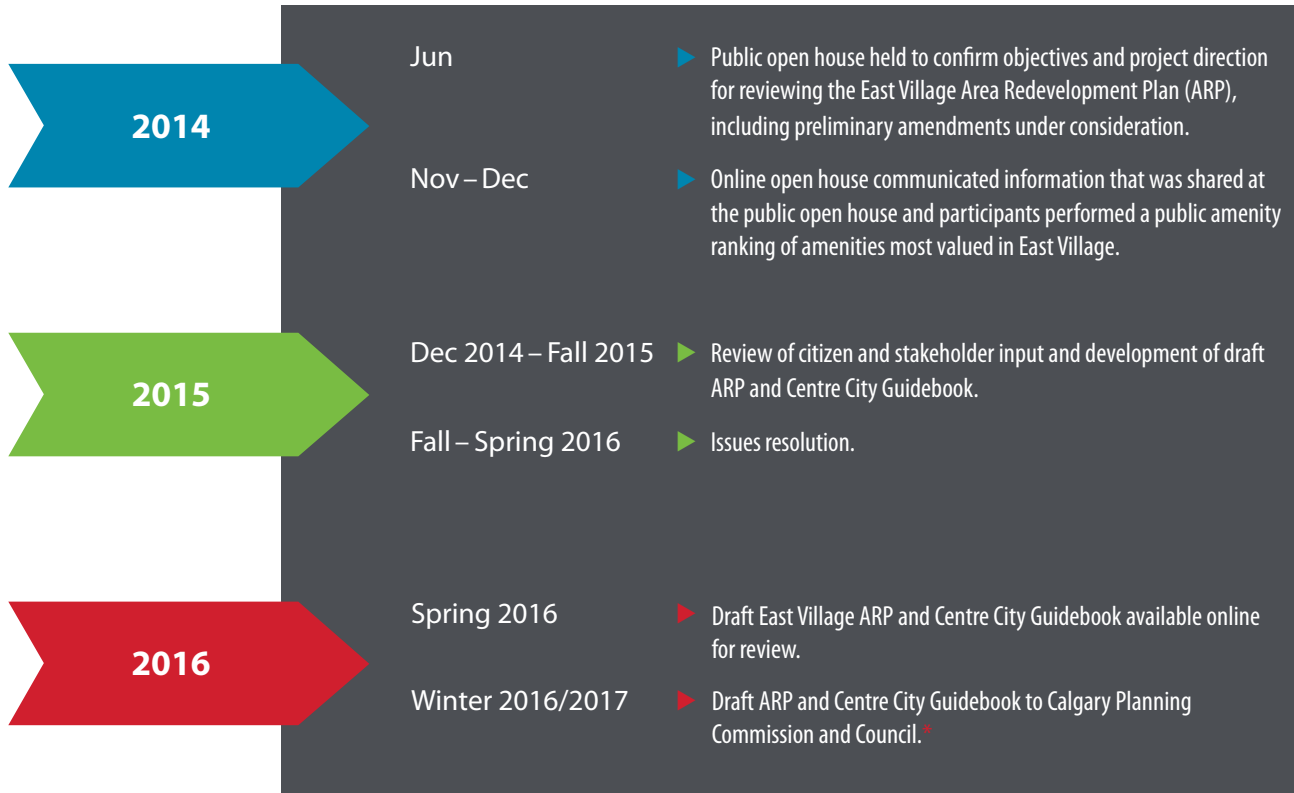 2014
Jun
Public open house held to confirm objectives and project direction
for reviewing the East Village Area Redevelopment Plan (ARP),
including preliminary amendments under consideration.
Nov – Dec
Online open house communicated information that was shared at
the public open house and participants performed a public amenity
ranking of amenities most valued in East Village.
2015
Dec 2014 – Fall 2015
Review of citizen and stakeholder input and development of draft
ARP and Centre City Guidebook.
Fall – Spring 2016
Issues resolution.
2016
Spring 2016
Draft East Village ARP and Centre City Guidebook available online
for review.
Winter 2016/2017
Draft ARP and Centre City Guidebook to Calgary Planning
Commission and Council.*